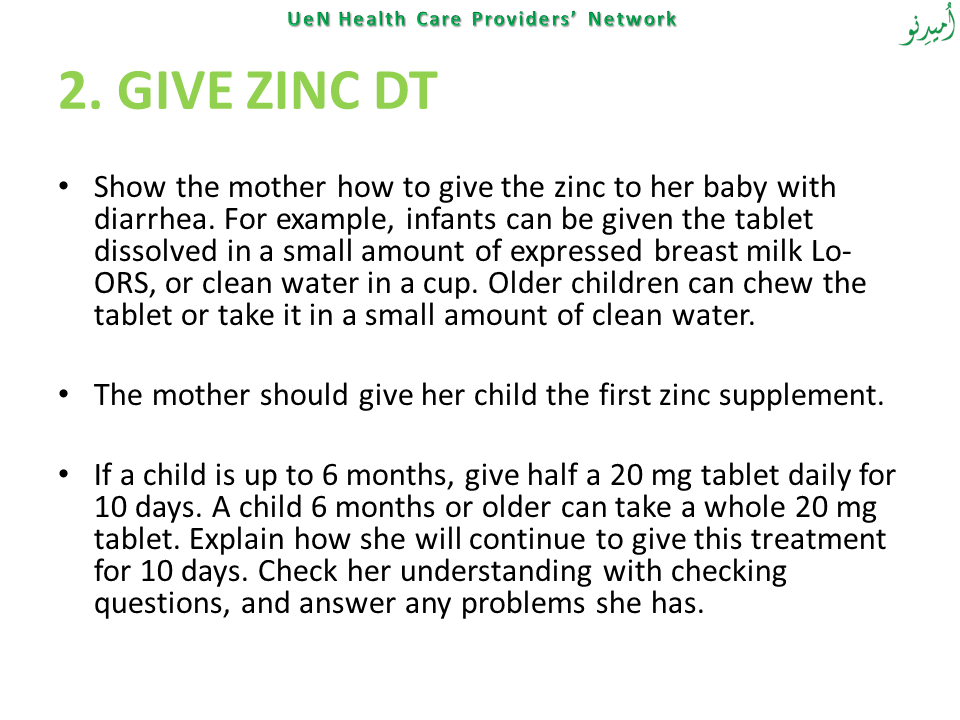 UeN Health Care Providers’ Network
اُمیدِنو
2. GIVE ZINC DT
• Show the mother how to give the zinc to her baby with
diarrhea. For example, infants can be given the tablet
dissolved in a small amount of expressed breast milk Lo-
ORS, or clean water in a cup. Older children can chew the
tablet or take it in a small amount of clean water.
• The mother should give her child the first zinc supplement.
• If a child is up to 6 months, give half a 20 mg tablet daily for
10 days. A child 6 months or older can take a whole 20 mg
tablet. Explain how she will continue to give this treatment
for 10 days. Check her understanding with checking
questions, and answer any problems she has.